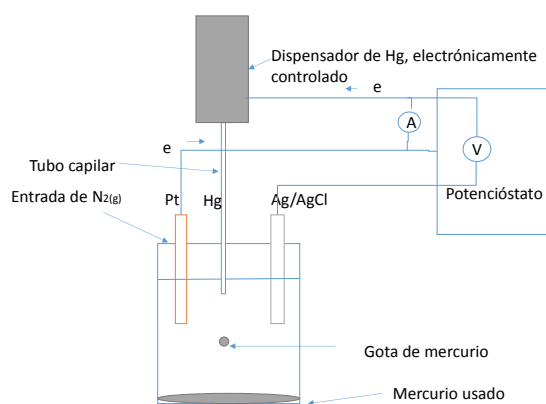 Dispensador de Hg, electrónicamente
controlado
e
A
e
V
Tubo capilar
Potencióstato
Entrada de N2(g)
Pt
Hg
Ag/AgCl
Gota de mercurio
Mercurio usado